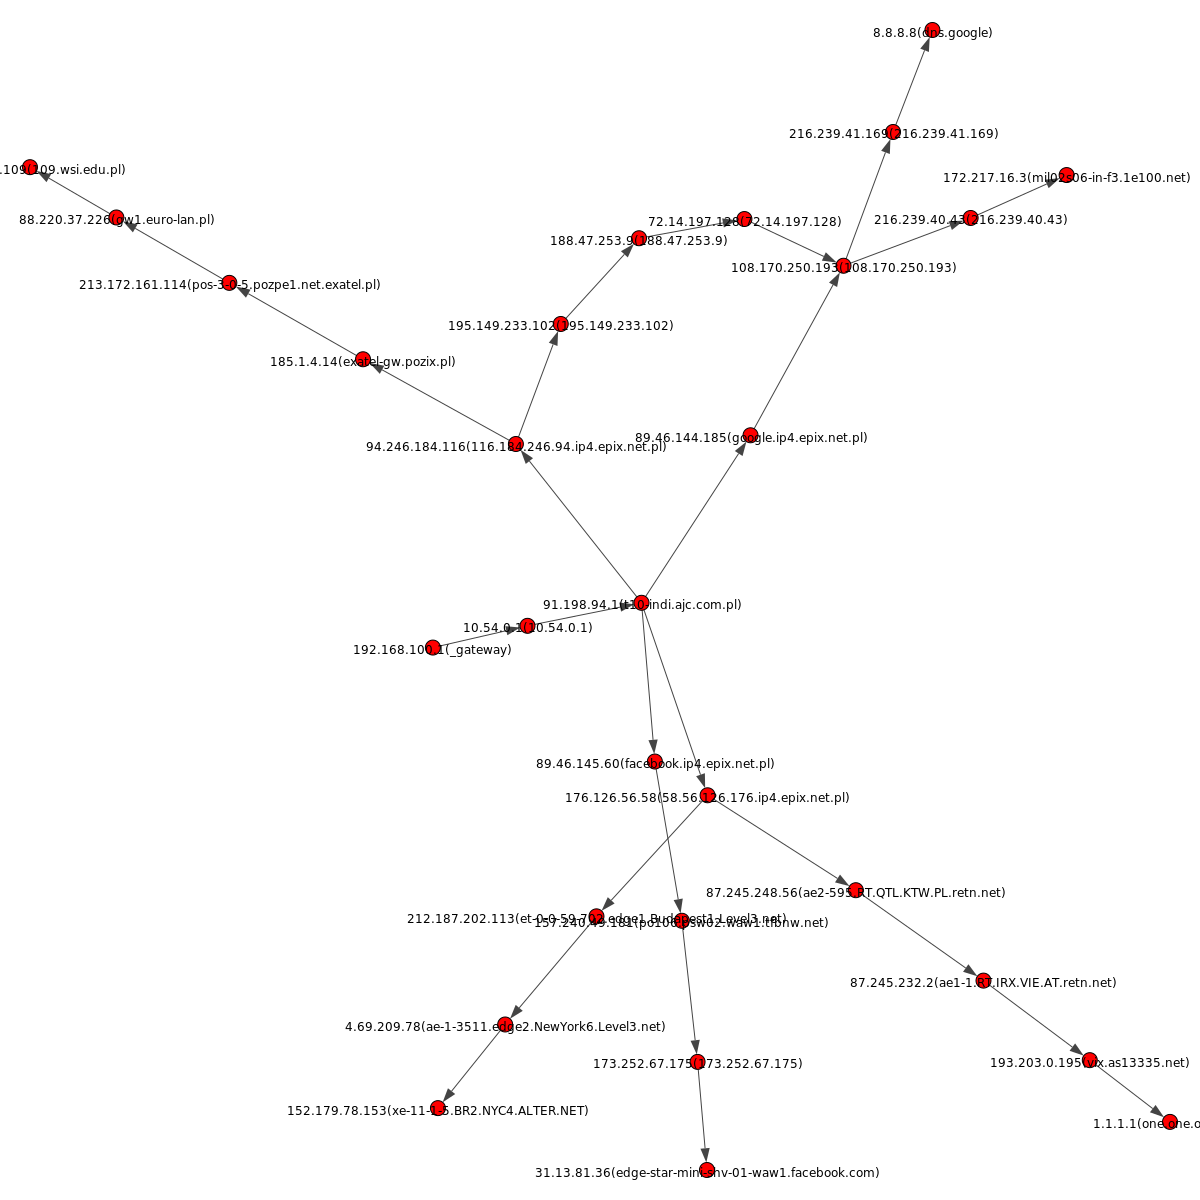 8.8.8.8(dns.google)
216.239.41.169(216.239.41.169)
.109(109.wsi.edu.pl)
172.217.16.3(mil02s06-in-f3.1e100.net)
88.220.37.226(gw1.euro-lan.pl)
72.14.197.128(72.14.197.128)
216.239.40.43(216.239.40.43)
188.47.253.9(188.47.253.9)
108.170.250.193(108.170.250.193)
213.172.161.114(pos-3-0-5.pozpe1.net.exatel.pl)
195.149.233.102(195.149.233.102)
185.1.4.14(exatel-gw.pozix.pl)
94.246.184.116(116.184.246.94.ip4.epix.net.pl)
89.46.144.185(google.ip4.epix.net.pl)
91.198.94.1(t10.indi.ajc.com.pl)
10.54.0.1(10.54.0.1)
192.168.100.1(_gateway)
89.46.145.60(facebook.ip4.epix.net.pl)
176.126.56.58(58.56.126.176.ip4.epix.net.pl)
87.245.248.56(ae2-595.RT.QTL.KTW.PL.retn.net)
212.187.202.113(et-0-0-59-702.edge1.Budapest1.Level3.net)
157.240.49.181(po106.psw02.waw1.tfbnw.net)
87.245.232.2(ae1-1.RT.IRX.VIE.AT.retn.net)
4.69.209.78(ae-1-3511.edge2.NewYork6.Level3.net)
173.252.67.175(173.252.67.175)
193.203.0.195(vix.as13335.net)
152.179.78.153(xe-11-1-5.BR2.NYC4.ALTER.NET)
1.1.1.1(one.one.o
31.13.81.36(edge-star-mini-shv-01-waw1.facebook.com)